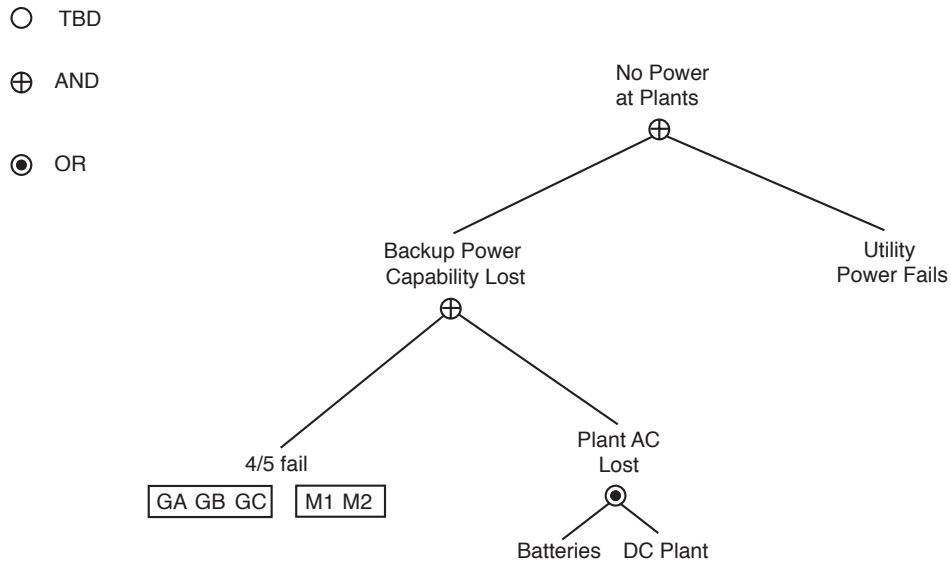 TBD
AND
OR
No Power
at Plants
Backup Power
Capability Lost
Utility
Power Fails
4/5 fail
GA GB GC
M1 M2
Plant AC
Lost
Batteries
DC Plant